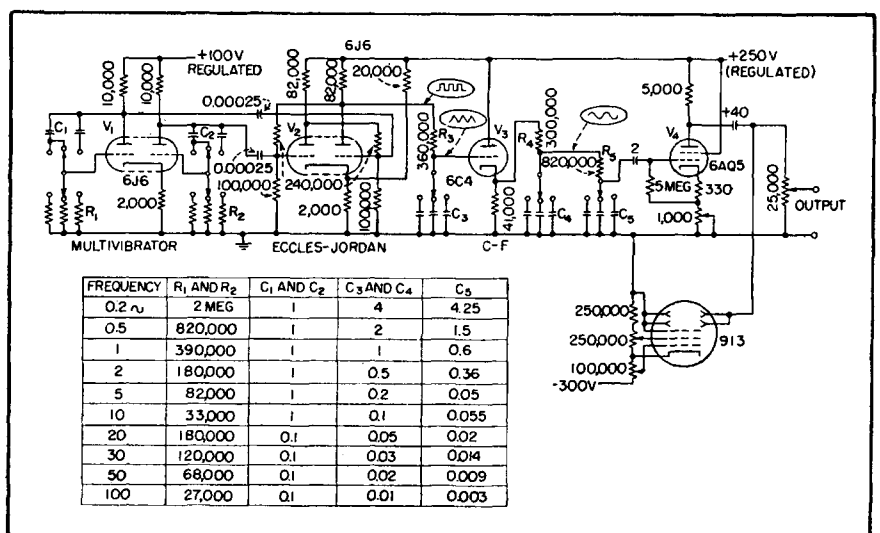 +100V
REGULATED
6J6
+250V
(REGULATED)
10,000
10,000
82,000
82,000
20,000
5,000
0.00025
+40
C1
V1
C2
V2
R3
360,000
V3
R4
300,000
2
V4
6AQ5
820,000
R5
6J6
0.00025
100,000
240,000
6C4
5 MEG
330
25,000
OUTPUT
R1
2,000
R2
2,000
100,000
C3
41,000
C4
C5
1,000
MULTIVIBRATOR
ECCLES-JORDAN
C-F
FREQUENCY R1 AND R2 C1 AND C2 C3 AND C4 C5
0.2 ~ 2 MEG 1 4 4.25
0.5 820,000 1 2 1.5
1 390,000 1 1 0.6
2 180,000 1 0.5 0.36
5 82,000 1 0.2 0.05
10 33,000 1 0.1 0.055
20 180,000 0.1 0.05 0.02
30 120,000 0.1 0.03 0.014
50 68,000 0.1 0.02 0.009
100 27,000 0.1 0.01 0.003
250,000
250,000
913
100,000
-300V